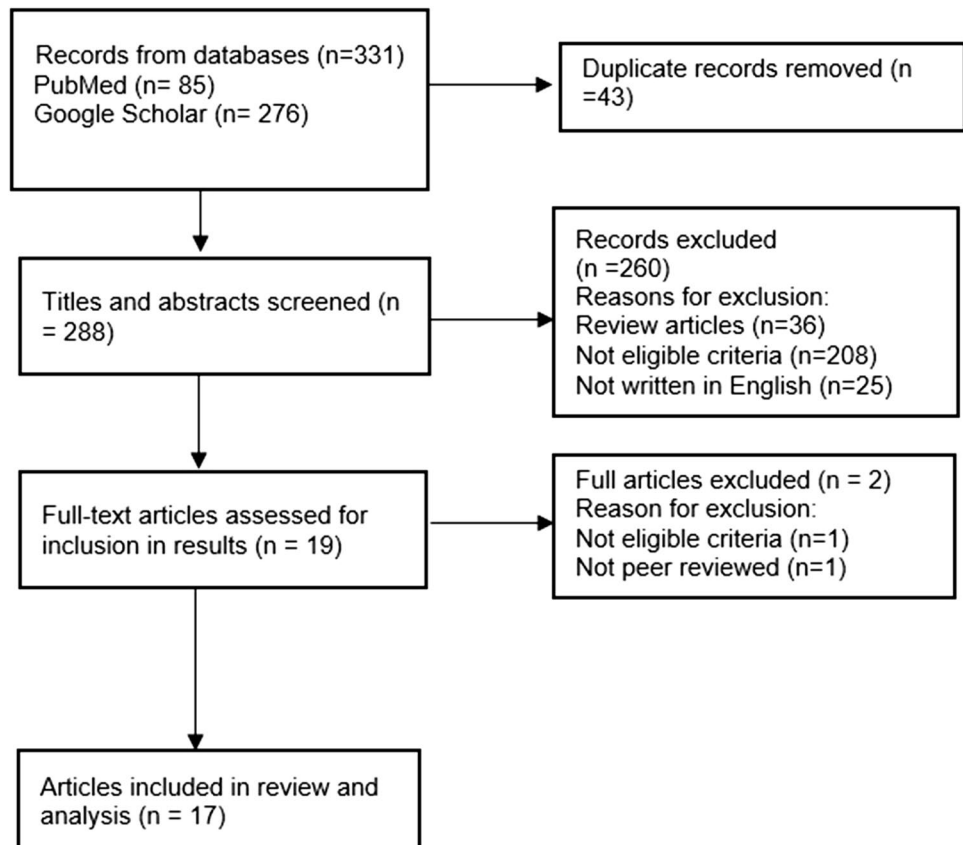 Records from databases (n=331)
PubMed (n= 85)
Google Scholar (n= 276)
Duplicate records removed (n
=43)
Titles and abstracts screened (n
= 288)
Records excluded
(n =260)
Reasons for exclusion:
Review articles (n=36)
Not eligible criteria (n=208)
Not written in English (n=25)
Full-text articles assessed for
inclusion in results (n = 19)
Full articles excluded (n = 2)
Reason for exclusion:
Not eligible criteria (n=1)
Not peer reviewed (n=1)
Articles included in review and
analysis (n = 17)